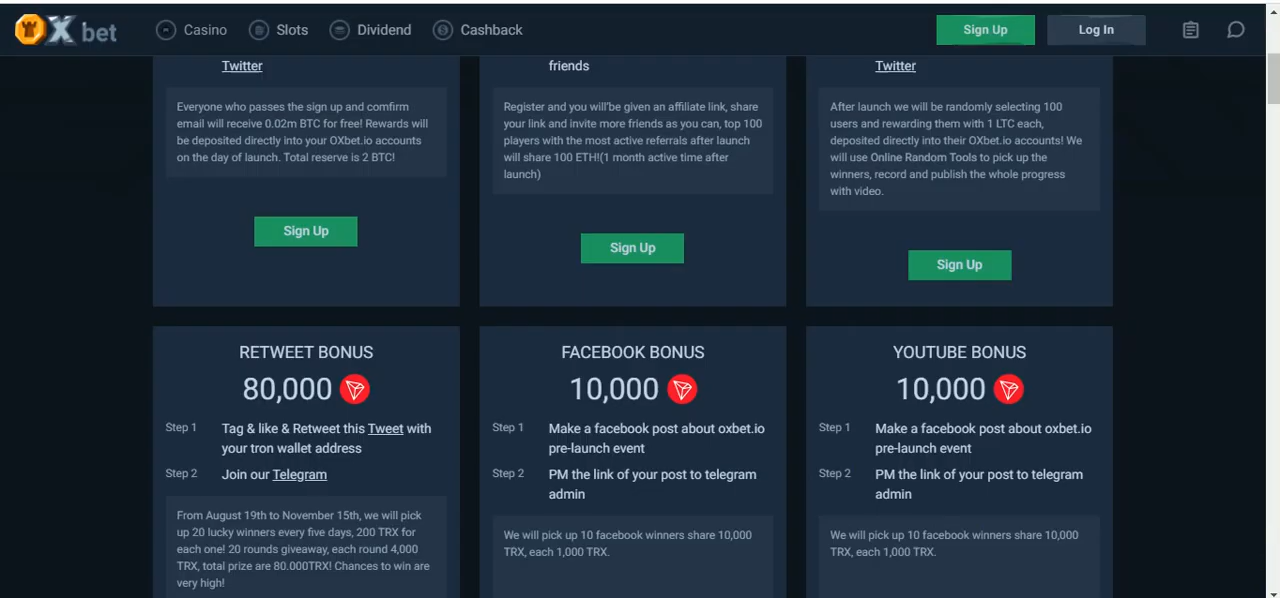 OX bet
Casino
Slots
Dividend
Cashback
Sign Up
Log In
Twitter
Everyone who passes the sign up and comfirm
email will receive 0.02m BTC for free! Rewards will
be deposited directly into your OXbet.io accounts
on the day of launch. Total reserve is 2 BTC!
Sign Up
friends
Register and you will'be given an affiliate link, share
your link and invite more friends as you can, top 100
players with the most active referrals after launch
will share 100 ETH!(1 month active time after
launch)
Sign Up
Twitter
After launch we will be randomly selecting 100
users and rewarding them with 1 LTC each,
deposited directly into their OXbet.io accounts! We
will use Online Random Tools to pick up the
winners, record and publish the whole progress
with video.
Sign Up
RETWEET BONUS
80,000
Step 1 Tag & like & Retweet this Tweet with
your tron wallet address
Step 2 Join our Telegram
From August 19th to November 15th, we will pick
up 20 lucky winners every five days, 200 TRX for
each one! 20 rounds giveaway, each round 4,000
TRX, total prize are 80.000TRX! Chances to win are
very high!
FACEBOOK BONUS
10,000
Step 1 Make a facebook post about oxbet.io
pre-launch event
Step 2 PM the link of your post to telegram
admin
We will pick up 10 facebook winners share 10,000
TRX, each 1,000 TRX.
YOUTUBE BONUS
10,000
Step 1 Make a facebook post about oxbet.io
pre-launch event
Step 2 PM the link of your post to telegram
admin
We will pick up 10 facebook winners share 10,000
TRX, each 1,000 TRX.